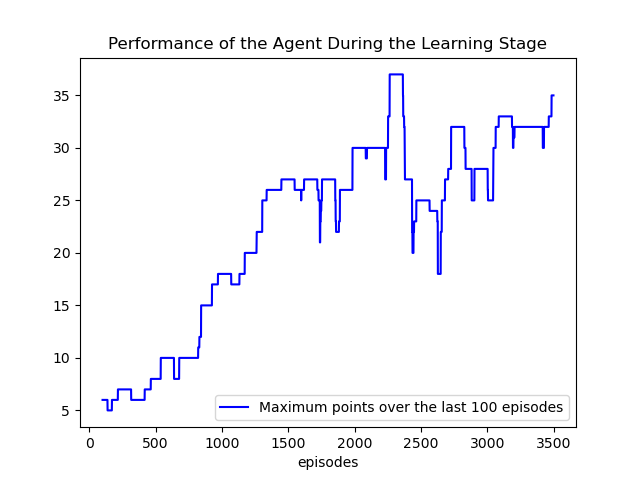 Performance of the Agent During the Learning Stage
35
30
25
20
15
10
5
Maximum points over the last 100 episodes
0 500 1000 1500 2000 2500 3000 3500
episodes